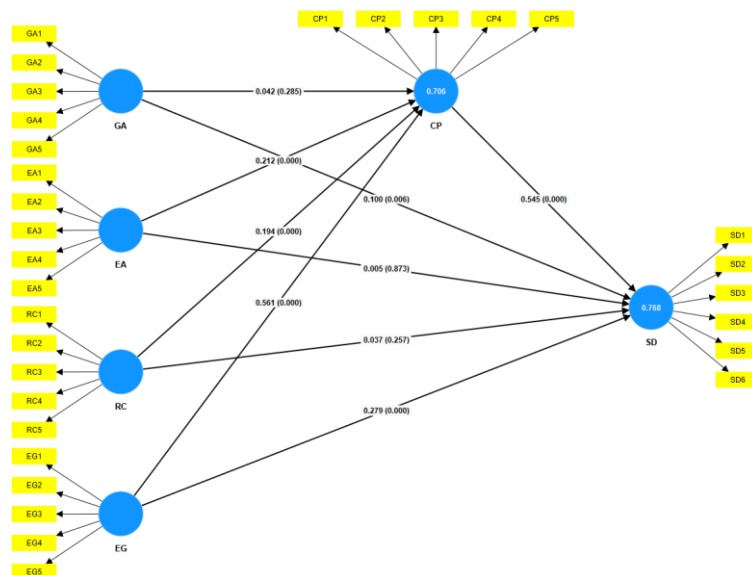 CP1 CP2 CP3 CP4 CP5
GA1
GA2
GA3
GA4
GA5
GA
0.042 (0.285)
0.706
CP
EA1
EA2
EA3
EA4
EA5
EA
0.212 (0.000)
0.100 (0.006)
0.545 (0.000)
0.194 (0.000)
0.005 (0.873)
0.561 (0.000)
SD1
SD2
SD3
SD4
SD5
SD6
0.768
SD
RC1
RC2
RC3
RC4
RC5
RC
0.037 (0.257)
0.279 (0.000)
EG1
EG2
EG3
EG4
EG5
EG